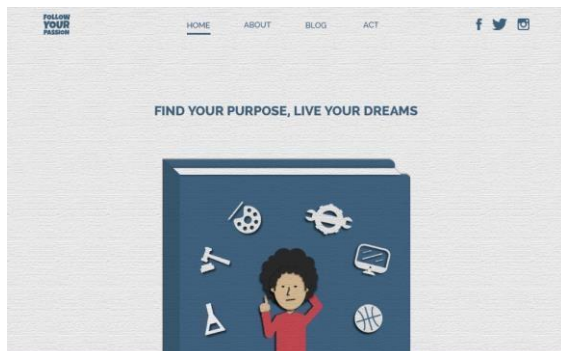 FOLLOW
YOUR
PASSION
HOME ABOUT BLOG ACT
FIND YOUR PURPOSE, LIVE YOUR DREAMS